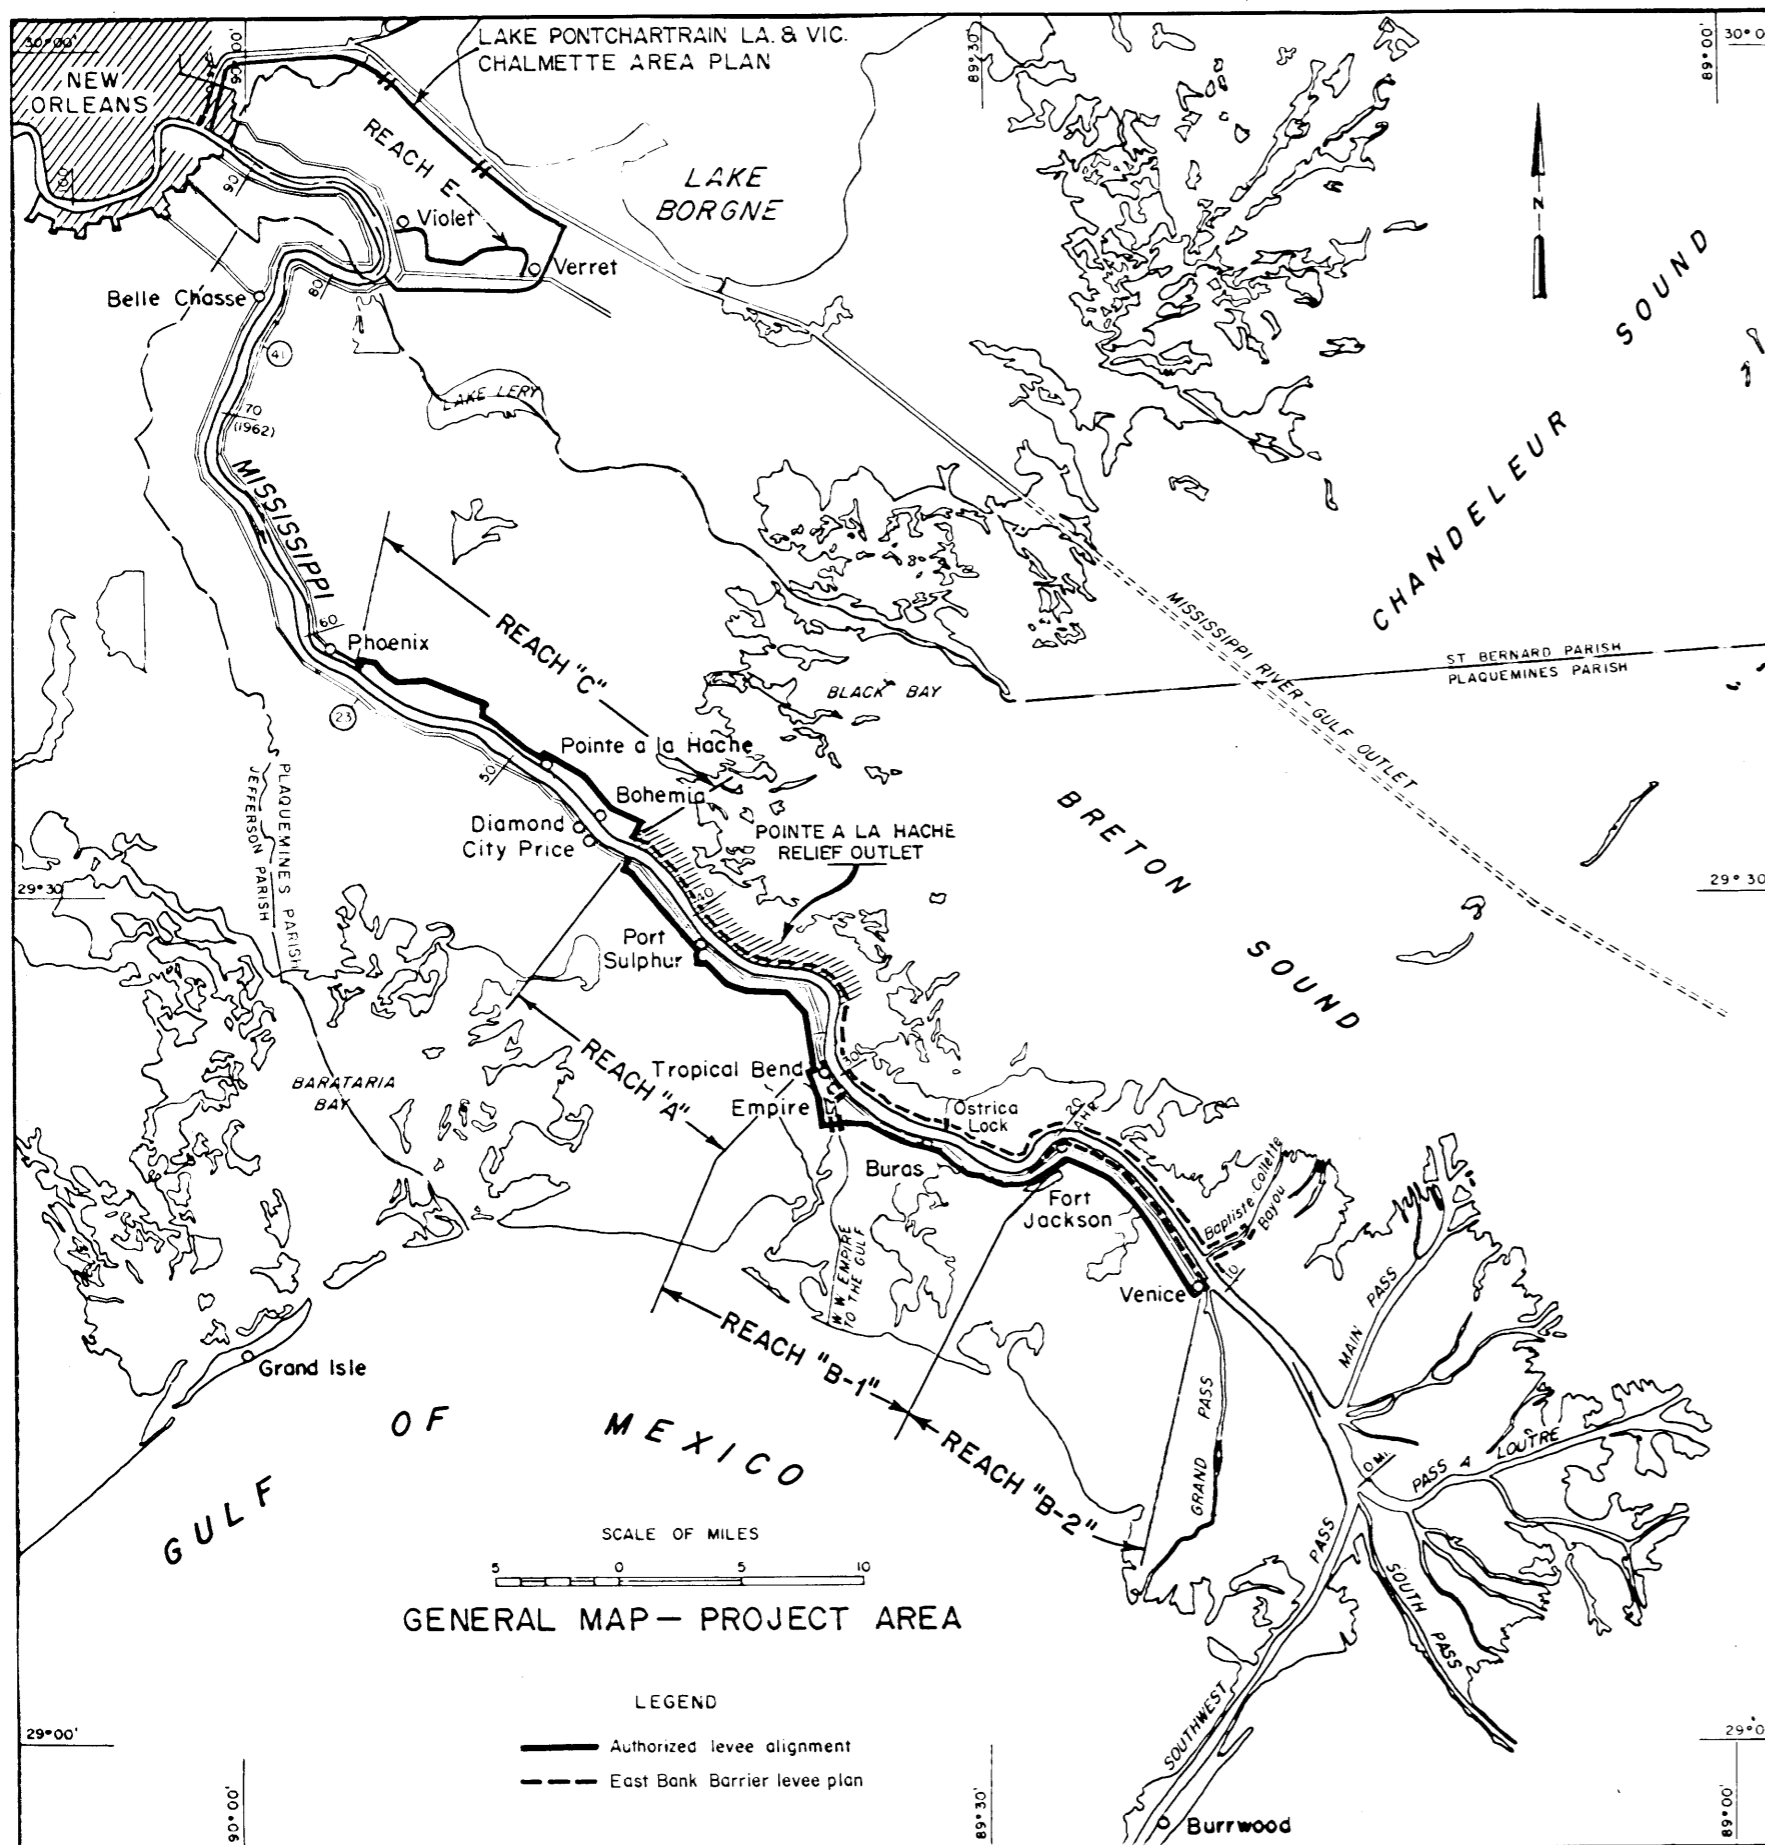 30°00'
90°00'
89°30'
89°00'
30°0
NEW
ORLEANS
LAKE PONTCHARTRAIN LA. & VIC.
CHALMETTE AREA PLAN
REACH E
LAKE
BORGNE
100
90
Violet
Verret
Belle Chasse
80
41
LAKE LERY
70
(1962)
MISSISSIPPI
N
CHANDELEUR SOUND
60
Phoenix
REACH "C"
23
BLACK BAY
MISSISSIPPI RIVER-GULF OUTLET
ST BERNARD PARISH
PLAQUEMINES PARISH
Pointe a la Hache
50
Bohemia
PLAQUEMINES PARISH
JEFFERSON PARISH
Diamond
City Price
POINTE A LA HACHE
RELIEF OUTLET
BRETON SOUND
29°30
29°30
40
Port
Sulphur
REACH "A"
Tropical Bend
30
Empire
BARATARIA
BAY
Ostrica
Lock
20
AHP
Buras
Fort
Jackson
Baptiste Collette
Bayou
W W EMPIRE
TO THE GULF
10
Venice
REACH "B-1"
MAIN PASS
Grand Isle
GRAND PASS
REACH "B-2"
GULF OF MEXICO
0 MI.
PASS A LOUTRE
SCALE OF MILES
5 0 5 10
SOUTHWEST PASS
SOUTH PASS
GENERAL MAP — PROJECT AREA
LEGEND
Authorized levee alignment
East Bank Barrier levee plan
29°00'
29°0
90°00'
89°30'
89°00'
Burrwood